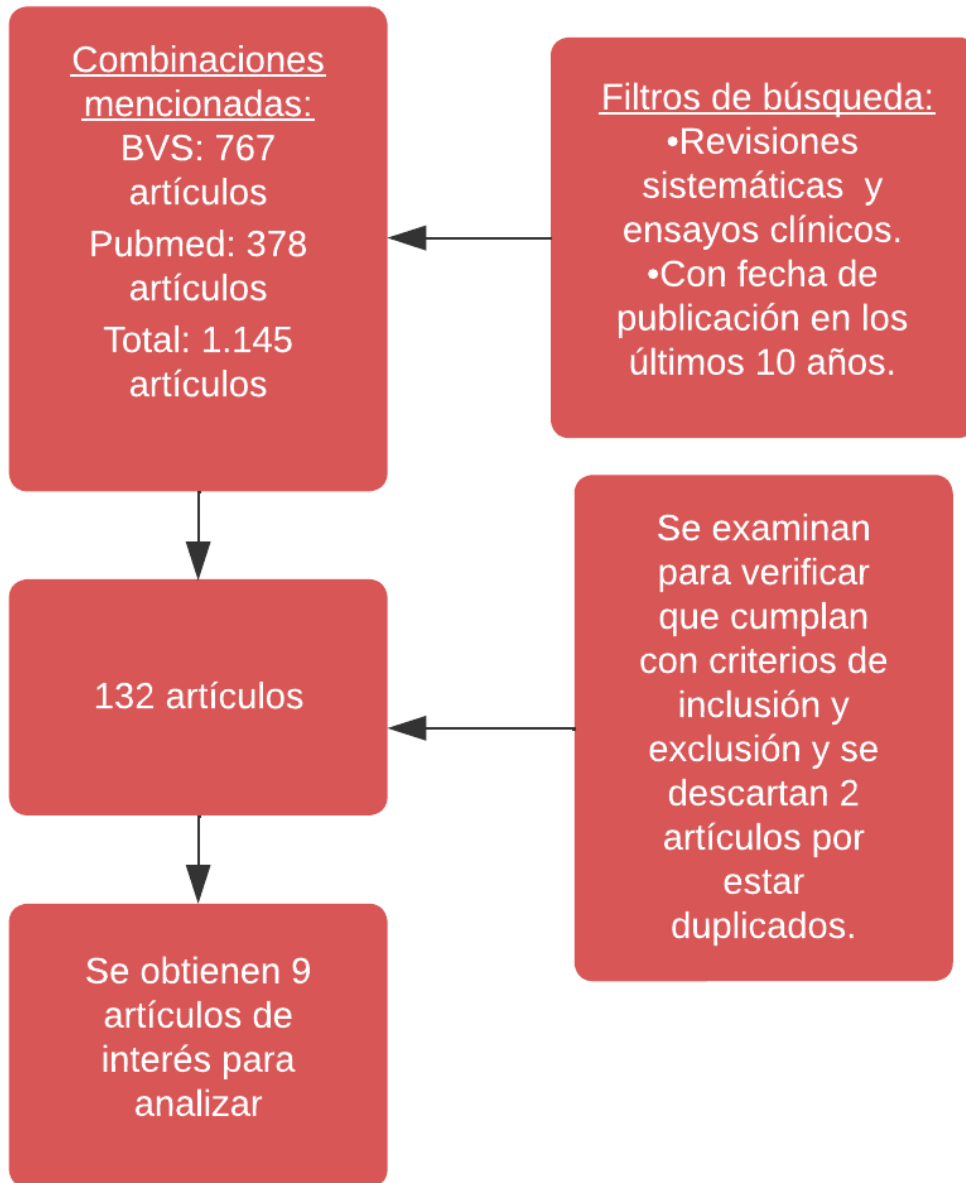 Combinaciones
mencionadas:
BVS: 767
artículos
Pubmed: 378
artículos
Total: 1.145
artículos
Filtros de búsqueda:
•Revisiones
sistemáticas y
ensayos clínicos.
•Con fecha de
publicación en los
últimos 10 años.
132 artículos
Se examinan
para verificar
que cumplan
con criterios de
inclusión y
exclusión y se
descartan 2
artículos por
estar
duplicados.
Se obtienen 9
artículos de
interés para
analizar